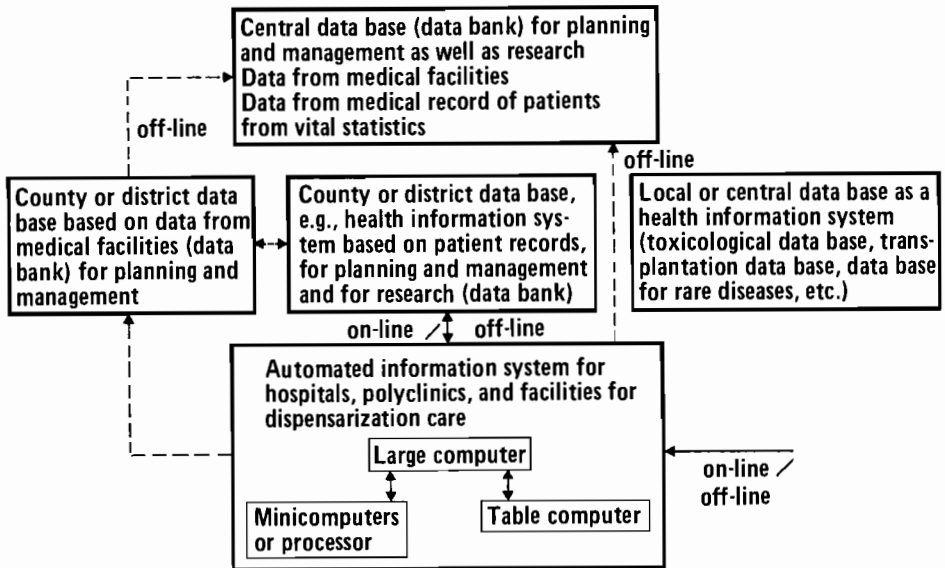 Central data base (data bank) for planning
and management as well as research
Data from medical facilities
Data from medical record of patients
from vital statistics
off-line
off-line
County or district data
base based on data from
medical facilities (data
bank) for planning and
management
County or district data base,
e.g., health information sys-
tem based on patient records,
for planning and management
and for research (data bank)
Local or central data base as a
health information system
(toxicological data base, trans-
plantation data base, data base
for rare diseases, etc.)
on-line / off-line
Automated information system for
hospitals, polyclinics, and facilities for
dispensarization care
Large computer
Minicomputers
or processor
Table computer
on-line /
off-line